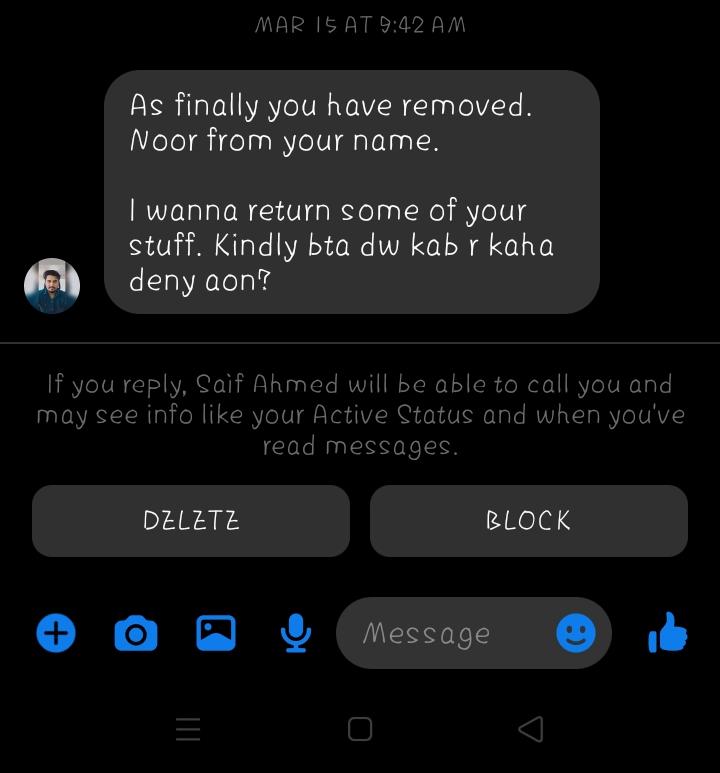 MAR 15 AT 9:42 AM
As finally you have removed.
Noor from your name.
I wanna return some of your
stuff. Kindly bta dw kab r kaha
deny aon?
If you reply, Saif Ahmed will be able to call you and
may see info like your Active Status and when you've
read messages.
DELETE
BLOCK
Message